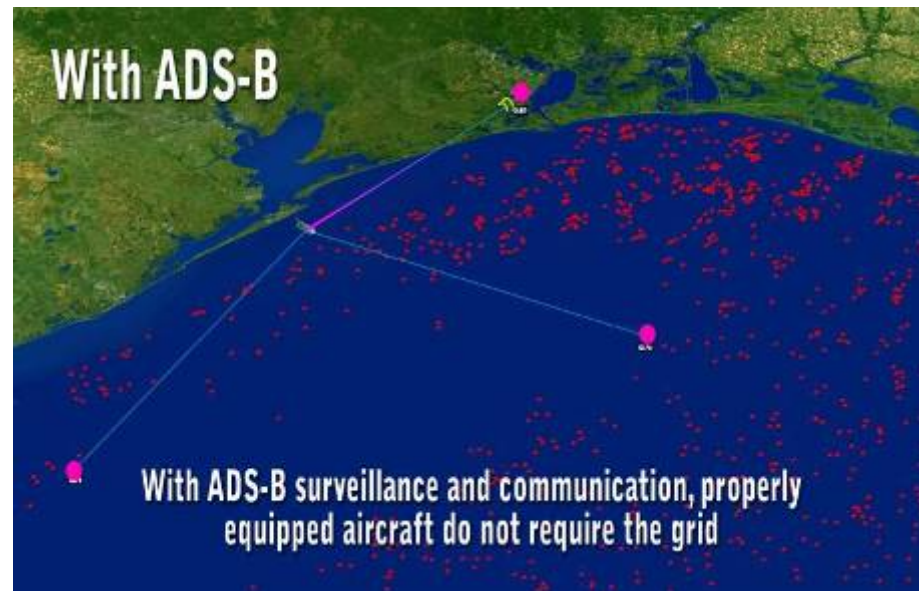 With ADS-B
With ADS-B surveillance and communication, properly
equipped aircraft do not require the grid